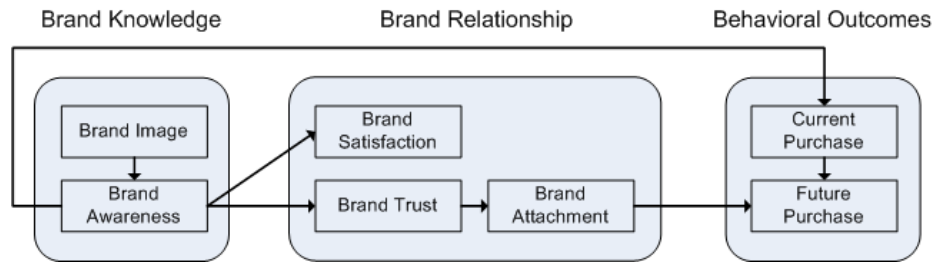 Brand Knowledge
Brand Relationship
Behavioral Outcomes
Brand Image
Brand
Awareness
Brand
Satisfaction
Brand Trust
Brand
Attachment
Current
Purchase
Future
Purchase